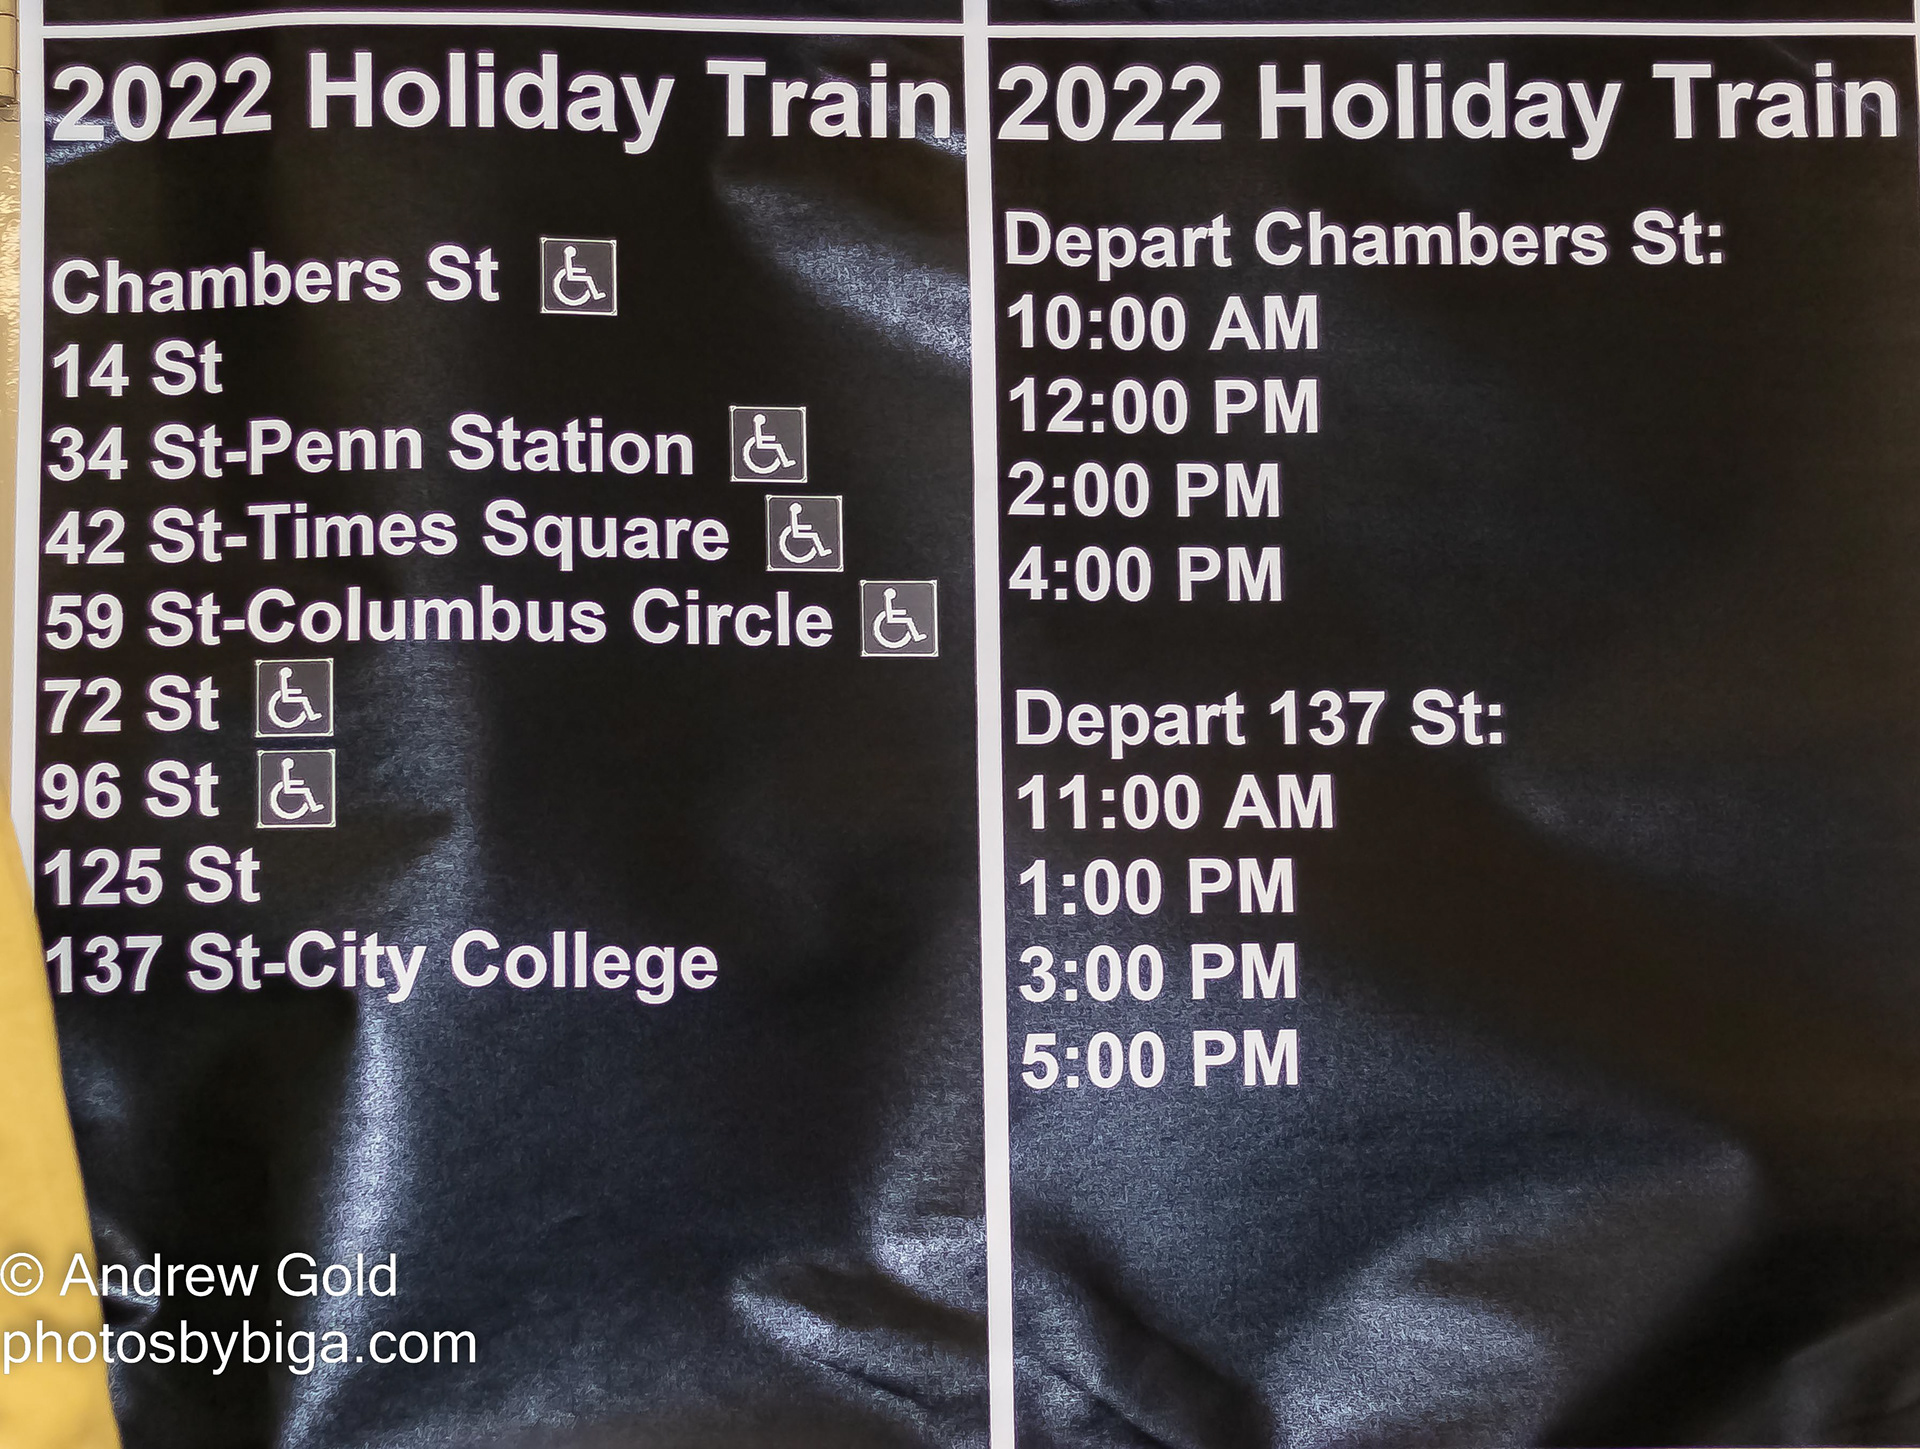 2022 Holiday Train
Chambers St
14 St
34 St-Penn Station
42 St-Times Square
59 St-Columbus Circle
72 St
96 St
125 St
137 St-City College
2022 Holiday Train
Depart Chambers St:
10:00 AM
12:00 PM
2:00 PM
4:00 PM
Depart 137 St:
11:00 AM
1:00 PM
3:00 PM
5:00 PM
© Andrew Gold
photosbybiga.com